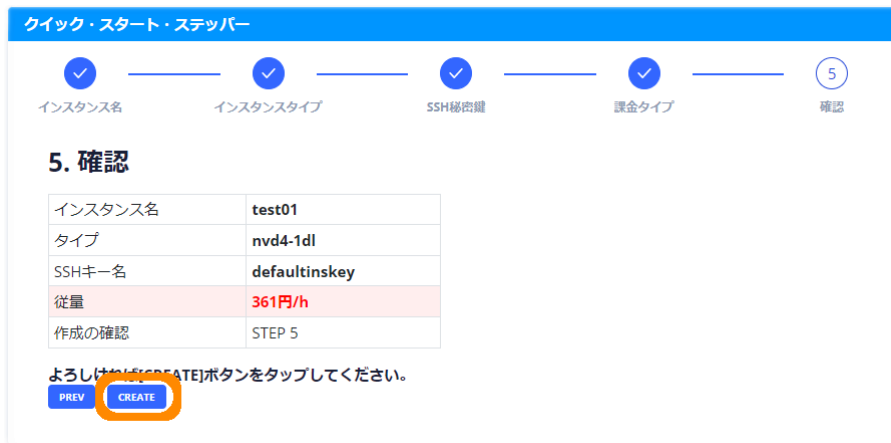 クイック・スタート・ステッパー
5
インスタンス名 インスタンスタイプ SSH秘密鍵 課金タイプ 確認
5. 確認
インスタンス名 test01
タイプ nvd4-1dl
SSHキー名 defaultinskey
従量 361円/h
作成の確認 STEP 5
よろしければ[CREATE]ボタンをタップしてください。
PREV CREATE